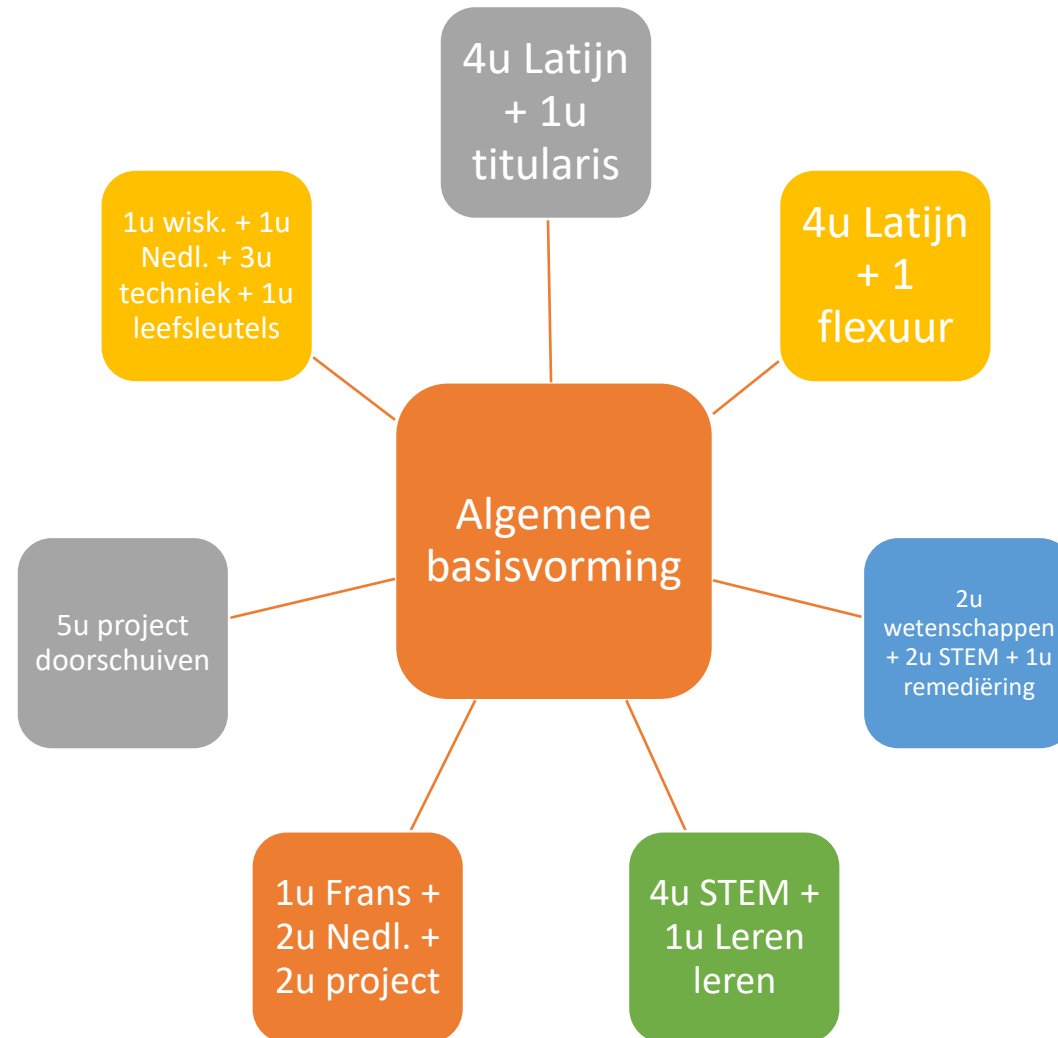 4u Latijn
+ 1u
titularis
1u wisk. + 1u
Nedl. + 3u
techniek + 1u
leefsleutels
4u Latijn
+ 1
flexuur
Algemene
basisvorming
5u project
doorschuiven
2u
wetenschappen
+ 2u STEM + 1u
remediëring
1u Frans +
2u Nedl. +
2u project
4u STEM +
1u Leren
leren